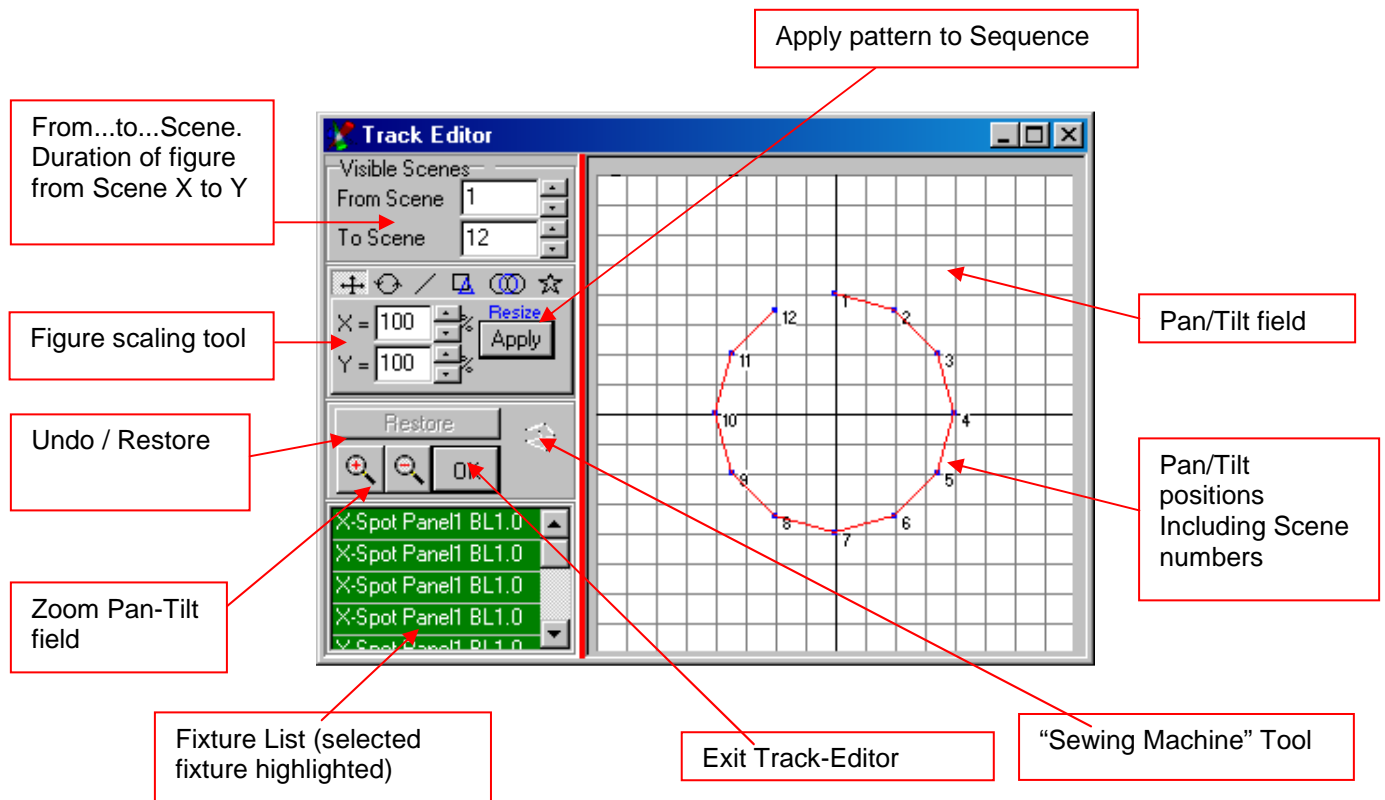 Apply pattern to Sequence
From...to...Scene.
Duration of figure
from Scene X to Y
Track Editor
Visible Scenes
From Scene 1
To Scene 12
Resize
X = 100 %
Apply
Y = 100 %
Figure scaling tool
Pan/Tilt field
1
2
3
4
5
6
7
8
9
10
11
12
Undo / Restore
Restore
OK
Pan/Tilt
positions
Including Scene
numbers
X-Spot Panel1 BL1.0
X-Spot Panel1 BL1.0
X-Spot Panel1 BL1.0
X-Spot Panel1 BL1.0
X-Spot Panel1 BL1.0
Zoom Pan-Tilt
field
Fixture List (selected
fixture highlighted)
Exit Track-Editor
“Sewing Machine” Tool